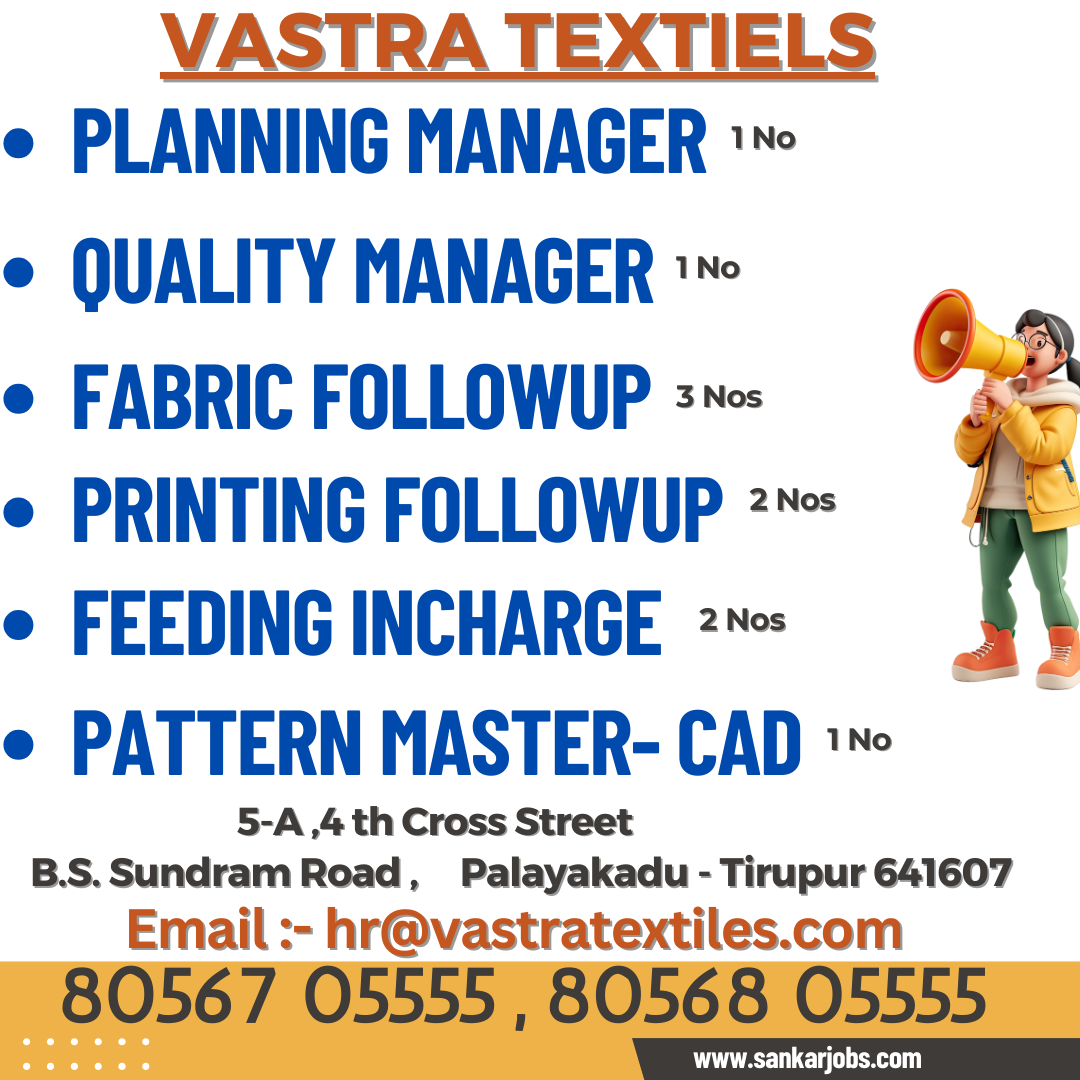 VASTRA TEXTIELS
• PLANNING MANAGER 1 No
• QUALITY MANAGER 1 No
• FABRIC FOLLOWUP 3 Nos
• PRINTING FOLLOWUP 2 Nos
• FEEDING INCHARGE 2 Nos
• PATTERN MASTER- CAD 1 No
5-A ,4 th Cross Street
B.S. Sundram Road , Palayakadu - Tirupur 641607
Email :- hr@vastratextiles.com
80567 05555 , 80568 05555
www.sankarjobs.com